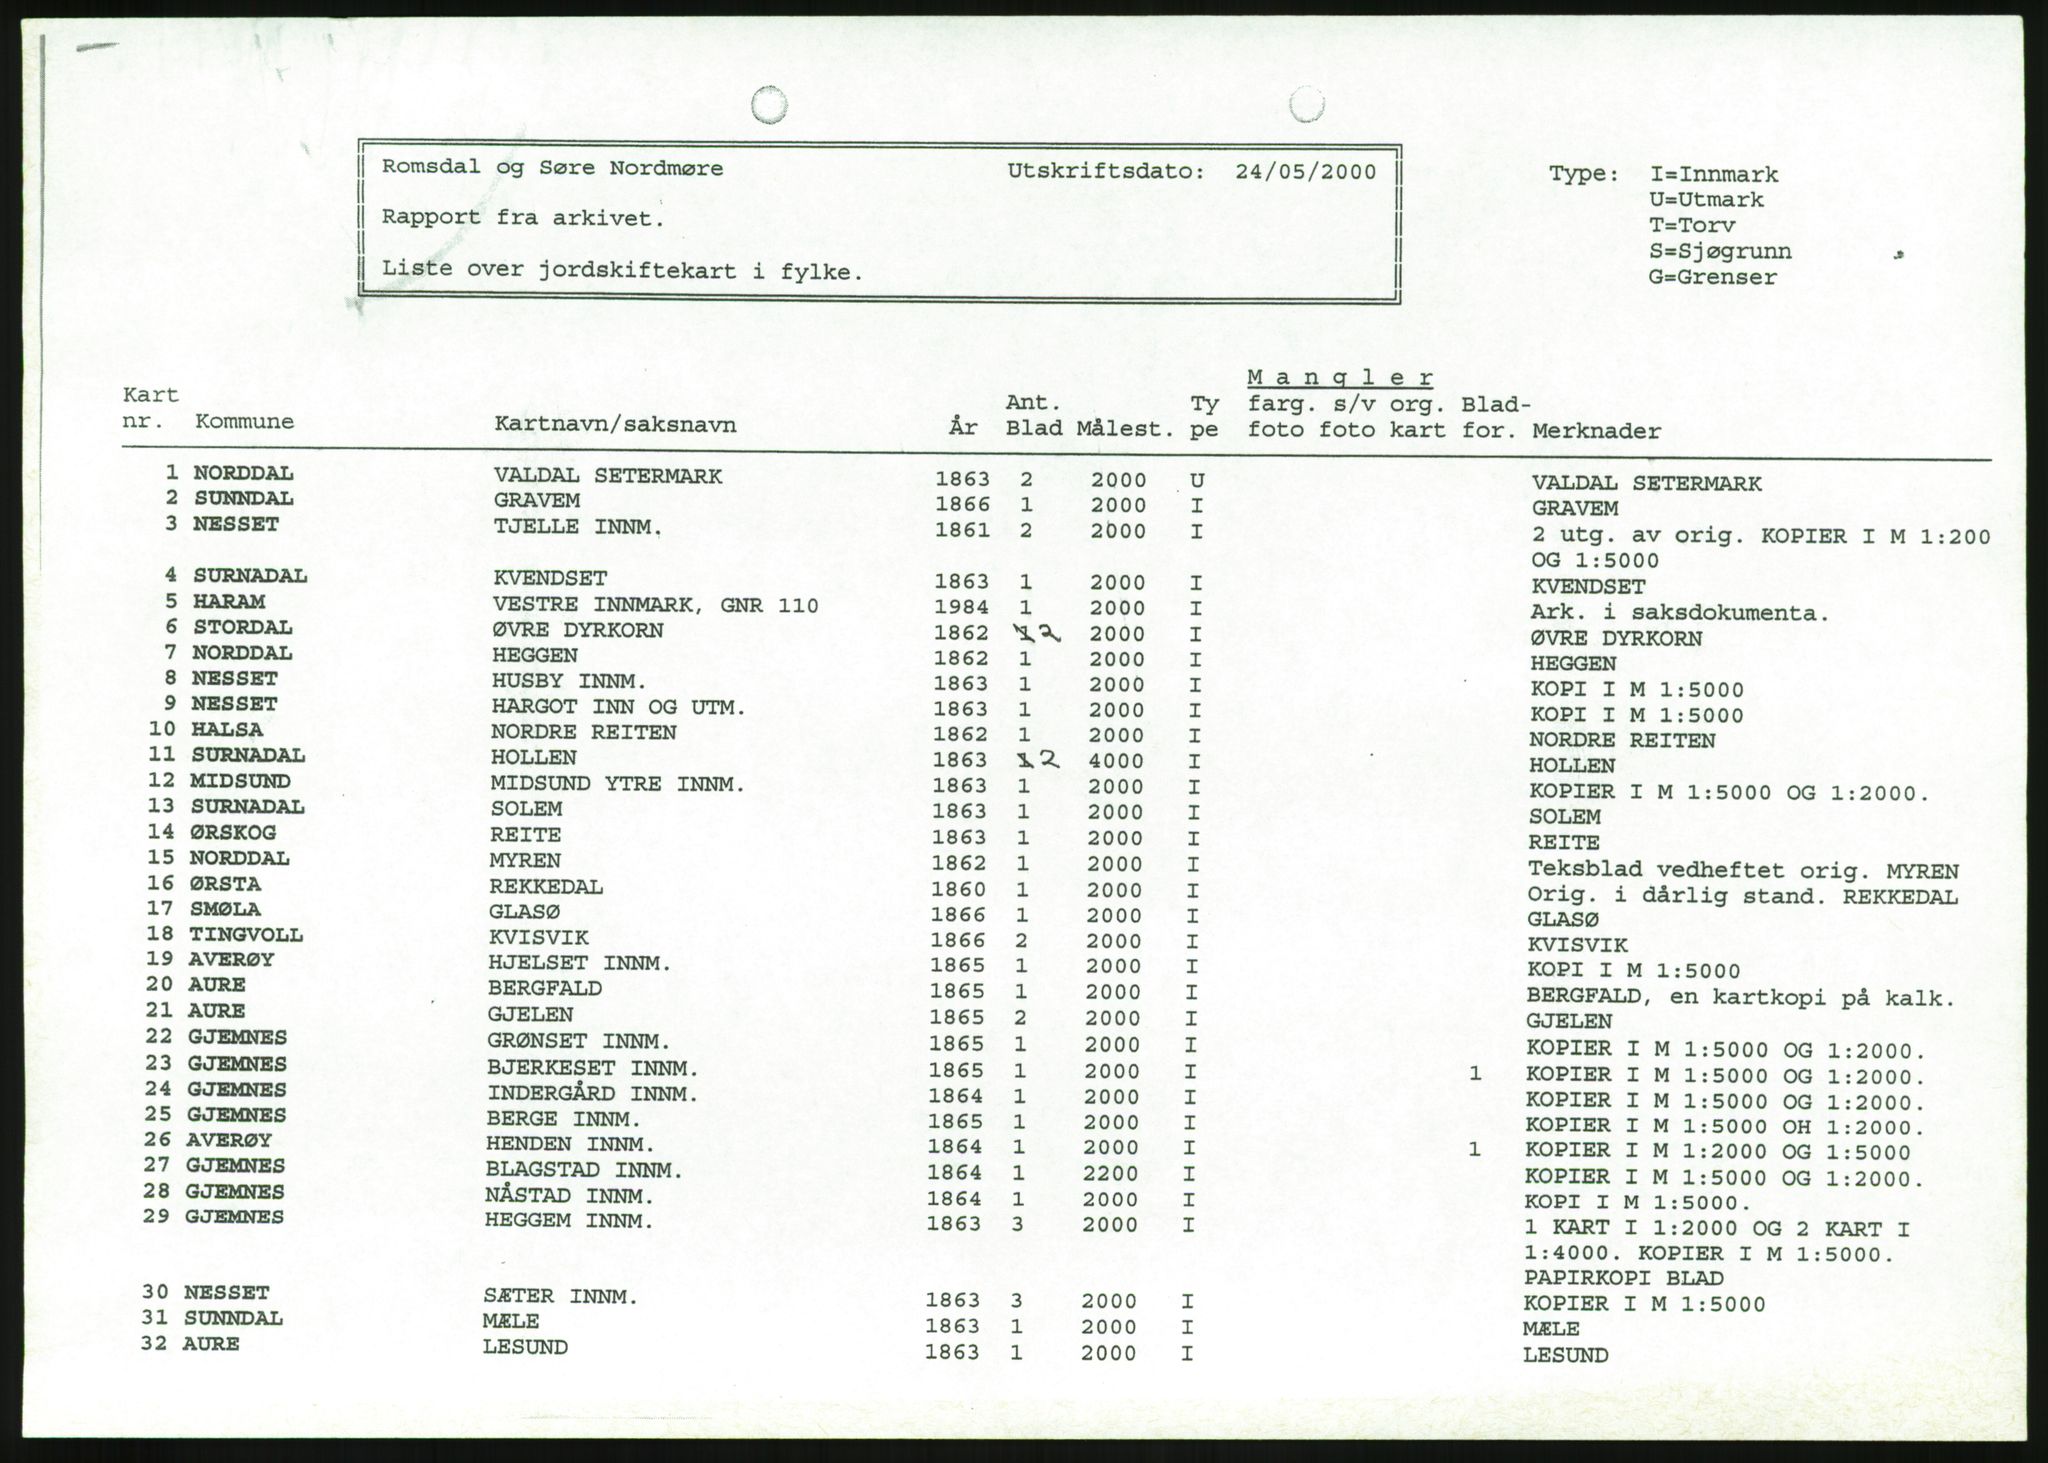 Romsdal og Søre Nordmøre Utskriftsdato: 24/05/2000 Type: I=Innmark
U=Utmark
Rapport fra arkivet. T=Torv
S=Sjøgrunn
Liste over jordskiftekart i fylke. G=Grenser
M a n g l e r
Kart Ant. Ty farg. s/v org. Blad-
nr. Kommune Kartnavn/saksnavn År Blad Målest. pe foto foto kart for. Merknader
1 NORDDAL VALDAL SETERMARK 1863 2 2000 U VALDAL SETERMARK
2 SUNNDAL GRAVEM 1866 1 2000 I GRAVEM
3 NESSET TJELLE INNM. 1861 2 2000 I 2 utg. av orig. KOPIER I M 1:200
OG 1:5000
4 SURNADAL KVENDSET 1863 1 2000 I KVENDSET
5 HARAM VESTRE INNMARK, GNR 110 1984 1 2000 I Ark. i saksdokumenta.
6 STORDAL ØVRE DYRKORN 1862 1 2 2000 I ØVRE DYRKORN
7 NORDDAL HEGGEN 1862 1 2000 I HEGGEN
8 NESSET HUSBY INNM. 1863 1 2000 I KOPI I M 1:5000
9 NESSET HARGOT INN OG UTM. 1863 1 2000 I KOPI I M 1:5000
10 HALSA NORDRE REITEN 1862 1 2000 I NORDRE REITEN
11 SURNADAL HOLLEN 1863 1 2 4000 I HOLLEN
12 MIDSUND MIDSUND YTRE INNM. 1863 1 2000 I KOPIER I M 1:5000 OG 1:2000.
13 SURNADAL SOLEM 1863 1 2000 I SOLEM
14 ØRSKOG REITE 1863 1 2000 I REITE
15 NORDDAL MYREN 1862 1 2000 I Teksblad vedheftet orig. MYREN
16 ØRSTA REKKEDAL 1860 1 2000 I Orig. i dårlig stand. REKKEDAL
17 SMØLA GLASØ 1866 1 2000 I GLASØ
18 TINGVOLL KVISVIK 1866 2 2000 I KVISVIK
19 AVERØY HJELSET INNM. 1865 1 2000 I KOPI I M 1:5000
20 AURE BERGFALD 1865 1 2000 I BERGFALD, en kartkopi på kalk.
21 AURE GJELEN 1865 2 2000 I GJELEN
22 GJEMNES GRØNSET INNM. 1865 1 2000 I KOPIER I M 1:5000 OG 1:2000.
23 GJEMNES BJERKESET INNM. 1865 1 2000 I 1 KOPIER I M 1:5000 OG 1:2000.
24 GJEMNES INDERGÅRD INNM. 1864 1 2000 I KOPIER I M 1:5000 OG 1:2000.
25 GJEMNES BERGE INNM. 1865 1 2000 I KOPIER I M 1:5000 OH 1:2000.
26 AVERØY HENDEN INNM. 1864 1 2000 I 1 KOPIER I M 1:2000 OG 1:5000
27 GJEMNES BLAGSTAD INNM. 1864 1 2200 I KOPIER I M 1:5000 OG 1:2000.
28 GJEMNES NÅSTAD INNM. 1864 1 2000 I KOPI I M 1:5000.
29 GJEMNES HEGGEM INNM. 1863 3 2000 I 1 KART I 1:2000 OG 2 KART I
1:4000. KOPIER I M 1:5000.
PAPIRKOPI BLAD
30 NESSET SÆTER INNM. 1863 3 2000 I KOPIER I M 1:5000
31 SUNNDAL MÆLE 1863 1 2000 I MÆLE
32 AURE LESUND 1863 1 2000 I LESUND